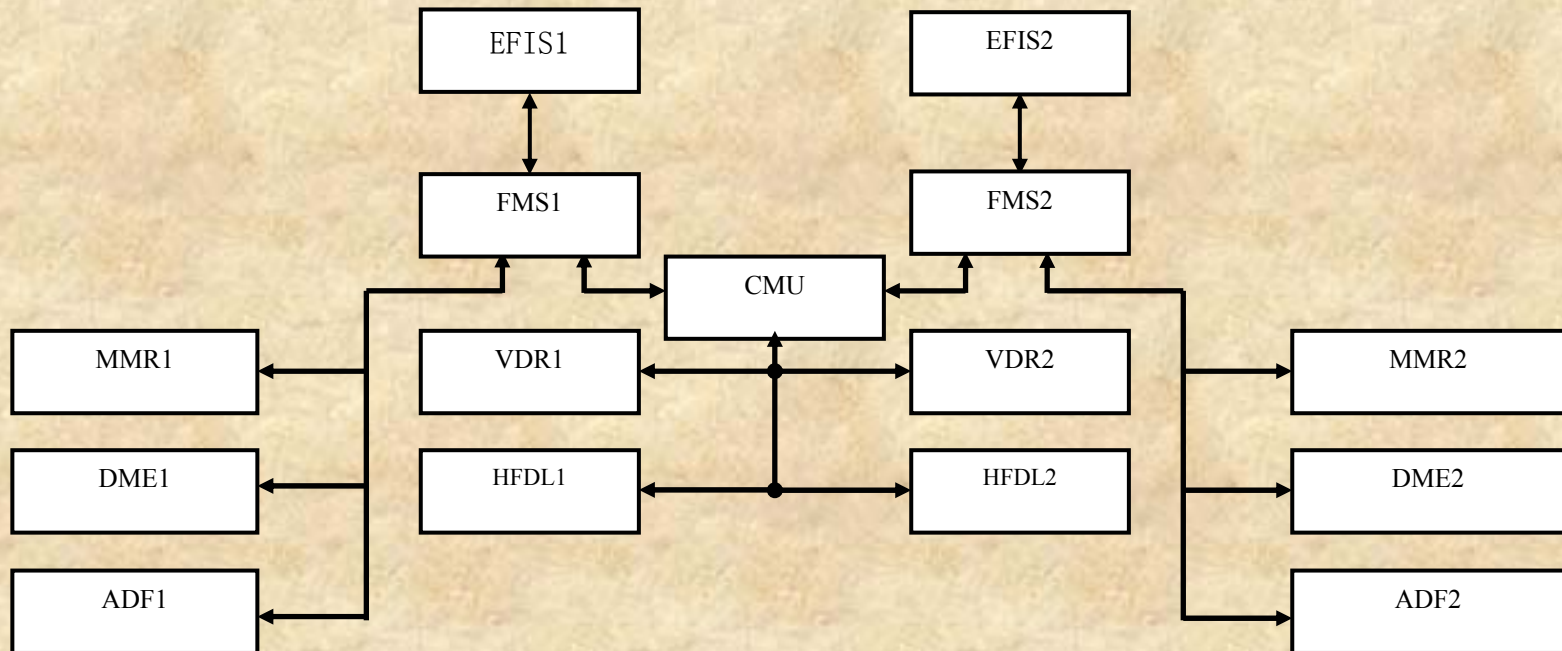 EFIS1
EFIS2
FMS1
FMS2
CMU
MMR1
VDR1
VDR2
MMR2
DME1
HFDL1
HFDL2
DME2
ADF1
ADF2